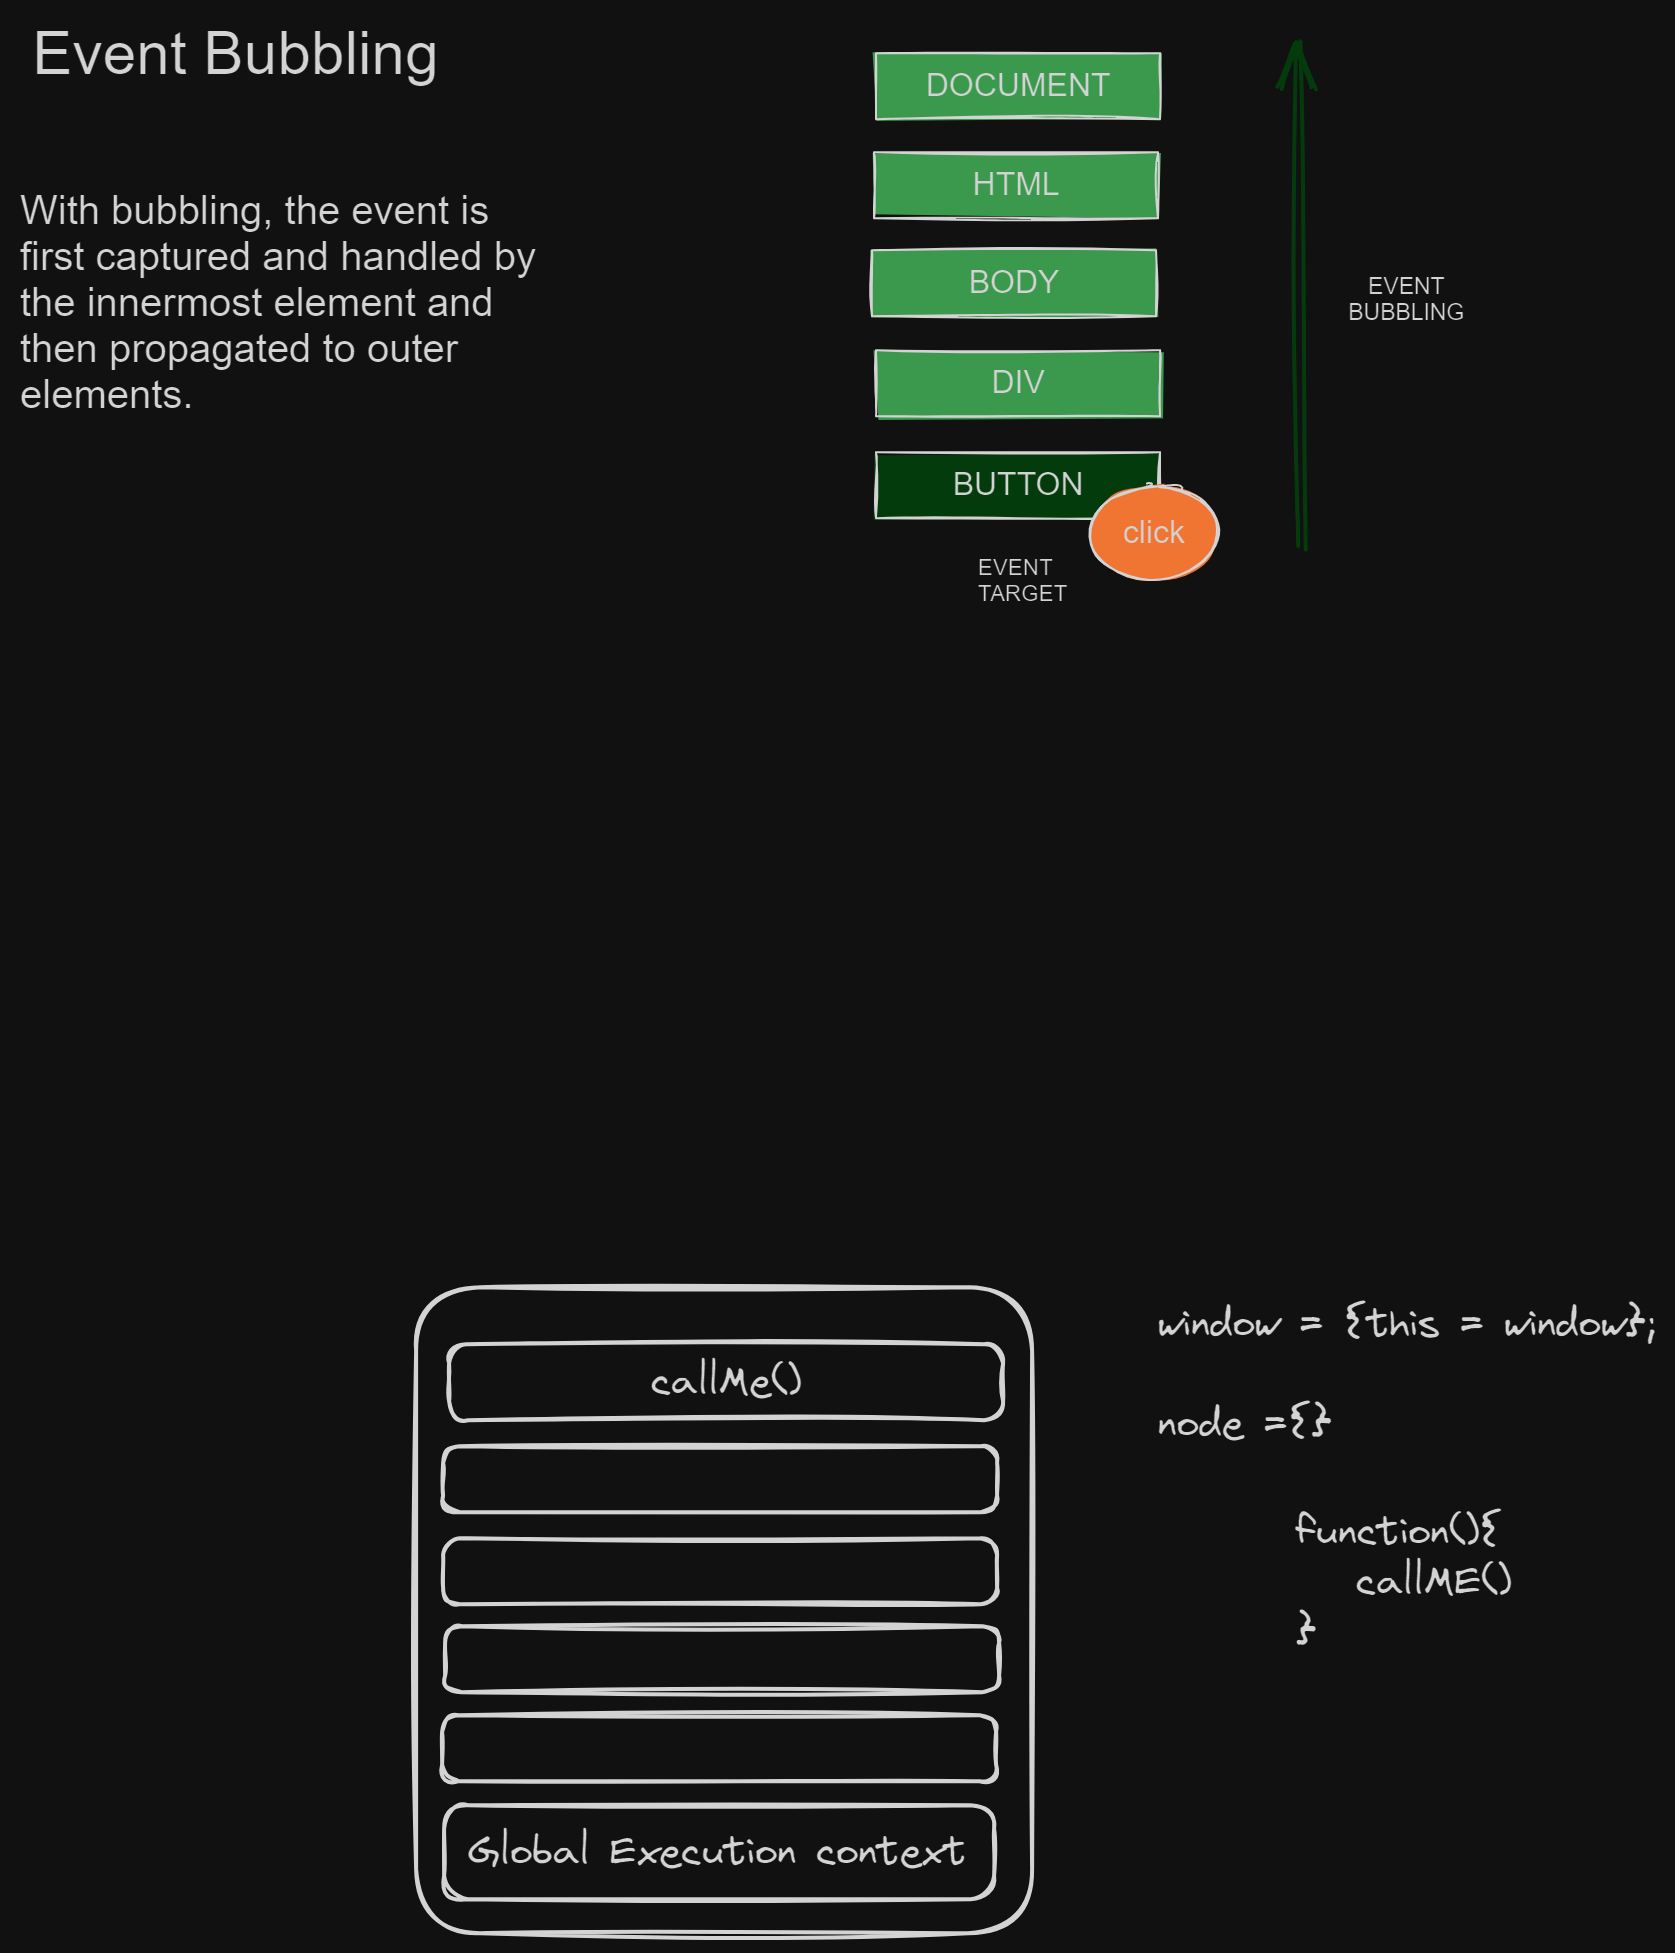 Event Bubbling
With bubbling, the event is
first captured and handled by
the innermost element and
then propagated to outer
elements.
DOCUMENT
HTML
BODY
DIV
BUTTON
click
EVENT
TARGET
EVENT
BUBBLING
callMe()
Global Execution context
window = {this = window};
node ={}
function(){
callME()
}